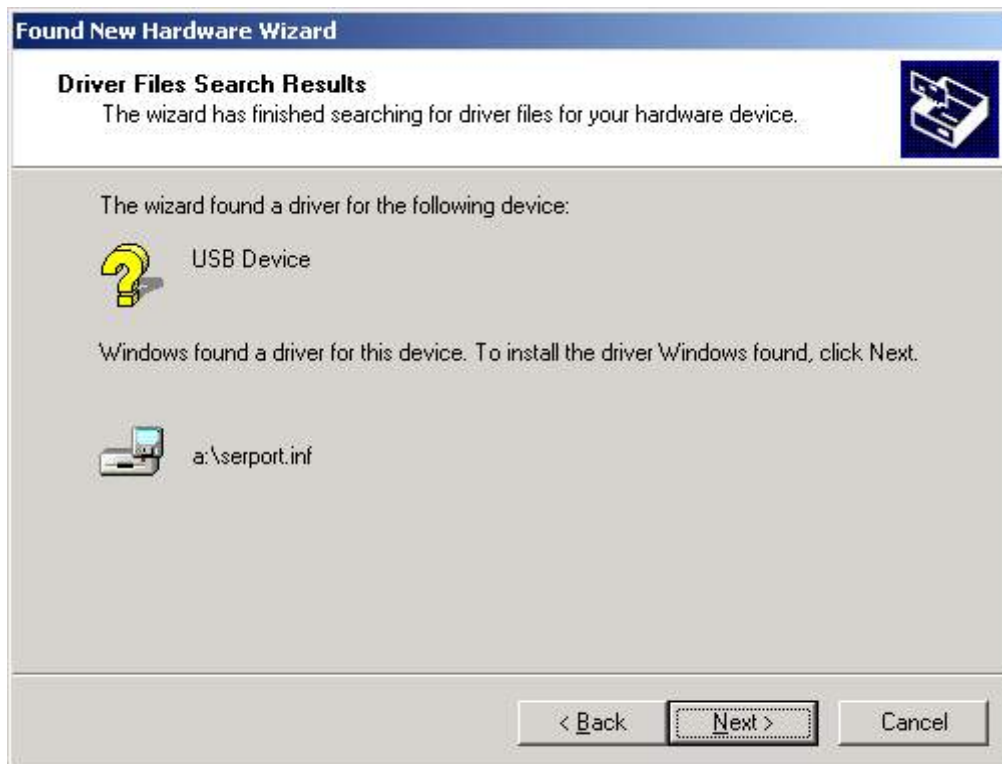 Found New Hardware Wizard
Driver Files Search Results
The wizard has finished searching for driver files for your hardware device.
The wizard found a driver for the following device:
USB Device
Windows found a driver for this device. To install the driver Windows found, click Next.
a:\serport.inf
< Back
Next >
Cancel